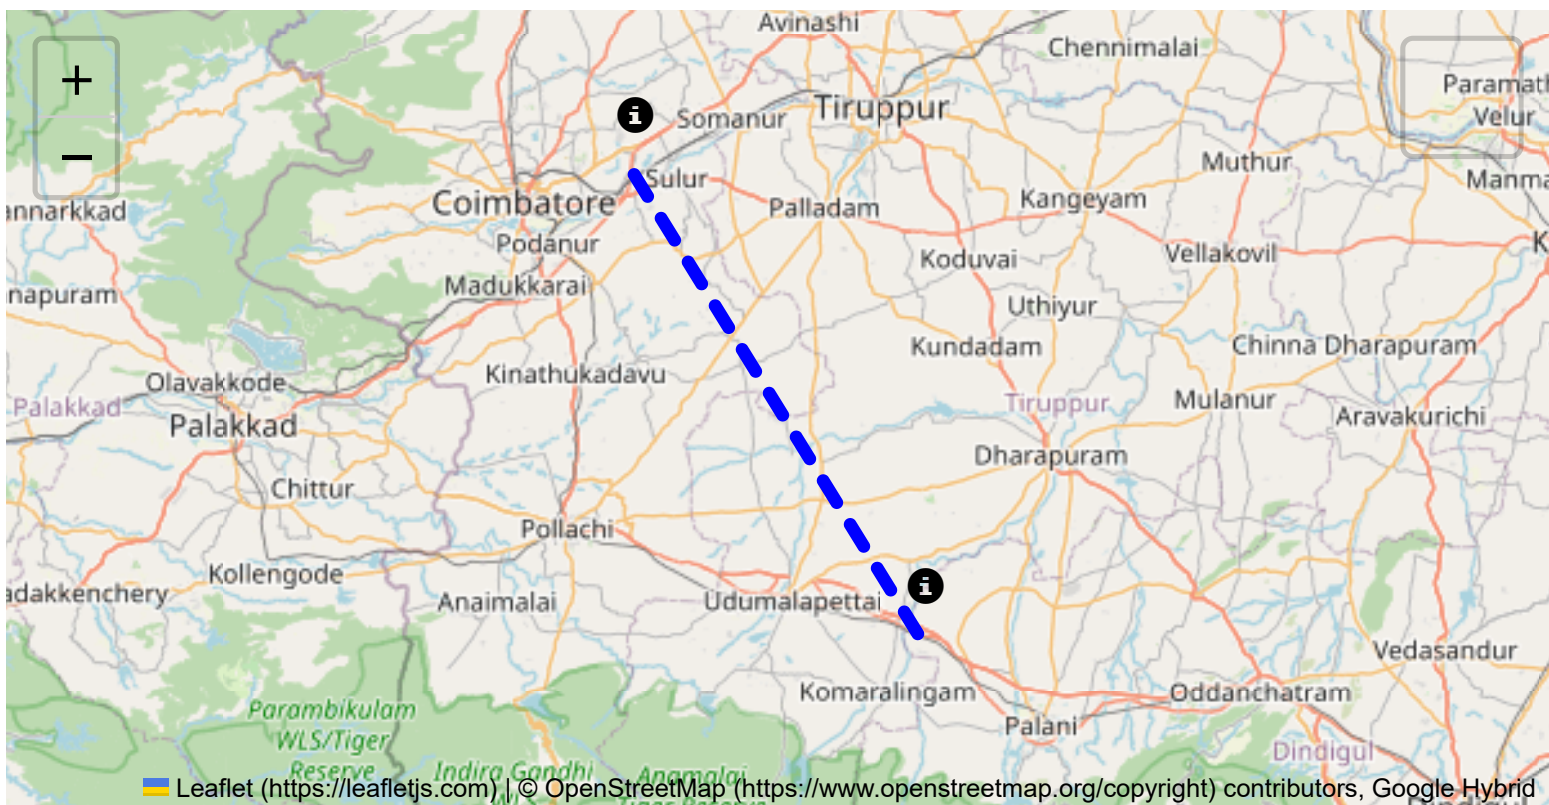 Avinashi
Chennimalai
+
Paramath
Somanur
Tiruppur
Velur
−
Muthur
Sulur
Manma
annarkkad
Coimbatore
Palladam
Kangeyam
Podanur
Koduvai
Vellakovil
K
Madukkarai
napuram
Uthiyur
Kundadam
Chinna Dharapuram
Kinathukadavu
Olavakkode
Palakkad
Tiruppur
Mulanur
Aravakurichi
Palakkad
Dharapuram
Chittur
Pollachi
Kollengode
i
adakkenchery
Anaimalai
Udumalapettai
i
Vedasandur
Komaralingam
Oddanchatram
Parambikulam
WLS/Tiger
Reserve
Palani
Dindigul
Indira Gandhi
Anamalai
Tiger Reserve
Leaflet (https://leafletjs.com) | © OpenStreetMap (https://www.openstreetmap.org/copyright) contributors, Google Hybrid